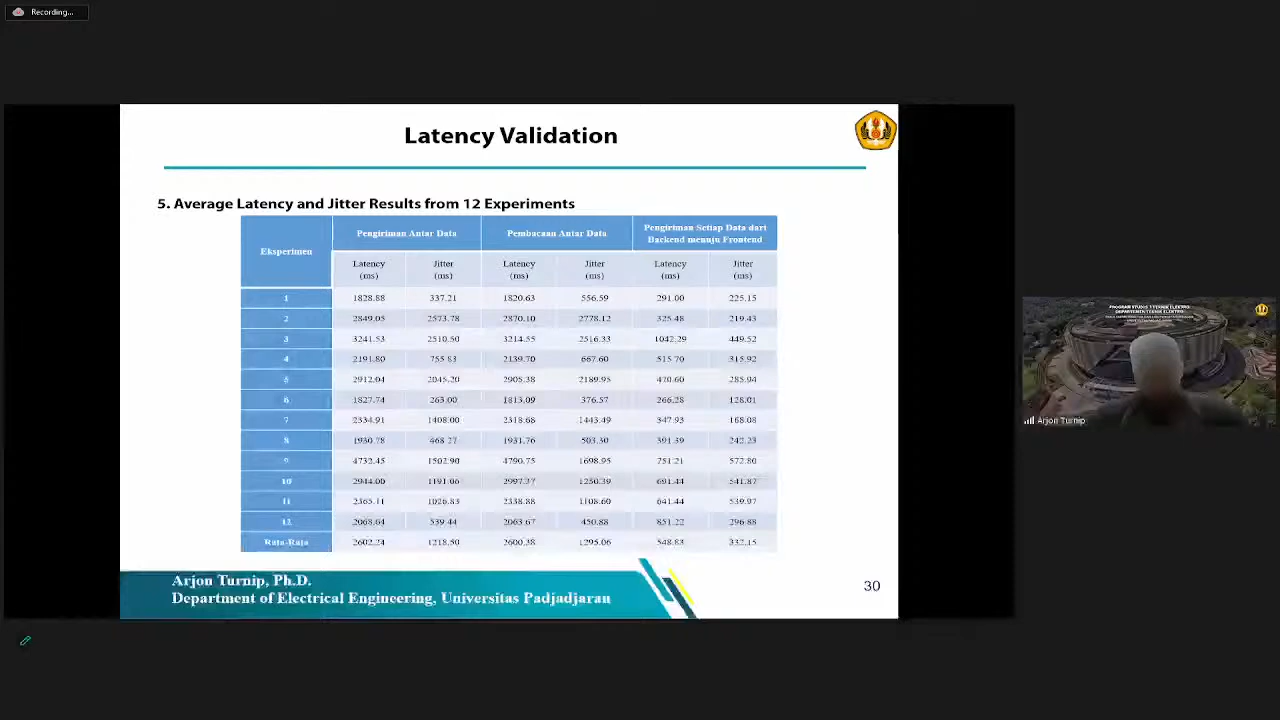 Recording...
Latency Validation
5. Average Latency and Jitter Results from 12 Experiments
Eksperimen Pengiriman Antar Data Pembacaan Antar Data Pengiriman Setiap Data dari Backend menuju Frontend
Latency (ms) Jitter (ms) Latency (ms) Jitter (ms) Latency (ms) Jitter (ms)
1 1828.88 337.21 1820.63 556.59 291.00 225.15
2 2849.05 2573.78 2870.10 2778.12 325.48 219.43
3 3241.53 2510.50 3214.55 2516.33 1042.29 449.52
4 2191.80 755.83 2139.70 667.60 515.70 315.92
5 2912.04 2045.20 2905.38 2189.95 470.60 285.94
6 1827.74 263.00 1813.09 376.57 266.28 128.01
7 2334.91 1408.00 2318.68 1443.49 347.93 168.08
8 1930.78 468.27 1931.76 503.30 391.39 242.23
9 4732.45 1502.90 4790.75 1698.95 751.21 572.80
10 2944.00 1191.06 2997.37 1250.39 691.44 541.87
11 2365.11 1026.83 2338.88 1108.60 641.44 539.97
12 2068.64 539.44 2063.67 450.88 851.22 296.88
Rata-Rata 2602.24 1218.50 2600.38 1295.06 548.83 332.15
Arjon Turnip, Ph.D.
Department of Electrical Engineering, Universitas Padjadjaran
30
PROGRAM STUDI S1 TEKNIK ELEKTRO
DEPARTEMEN TEKNIK ELEKTRO
Arjon Turnip